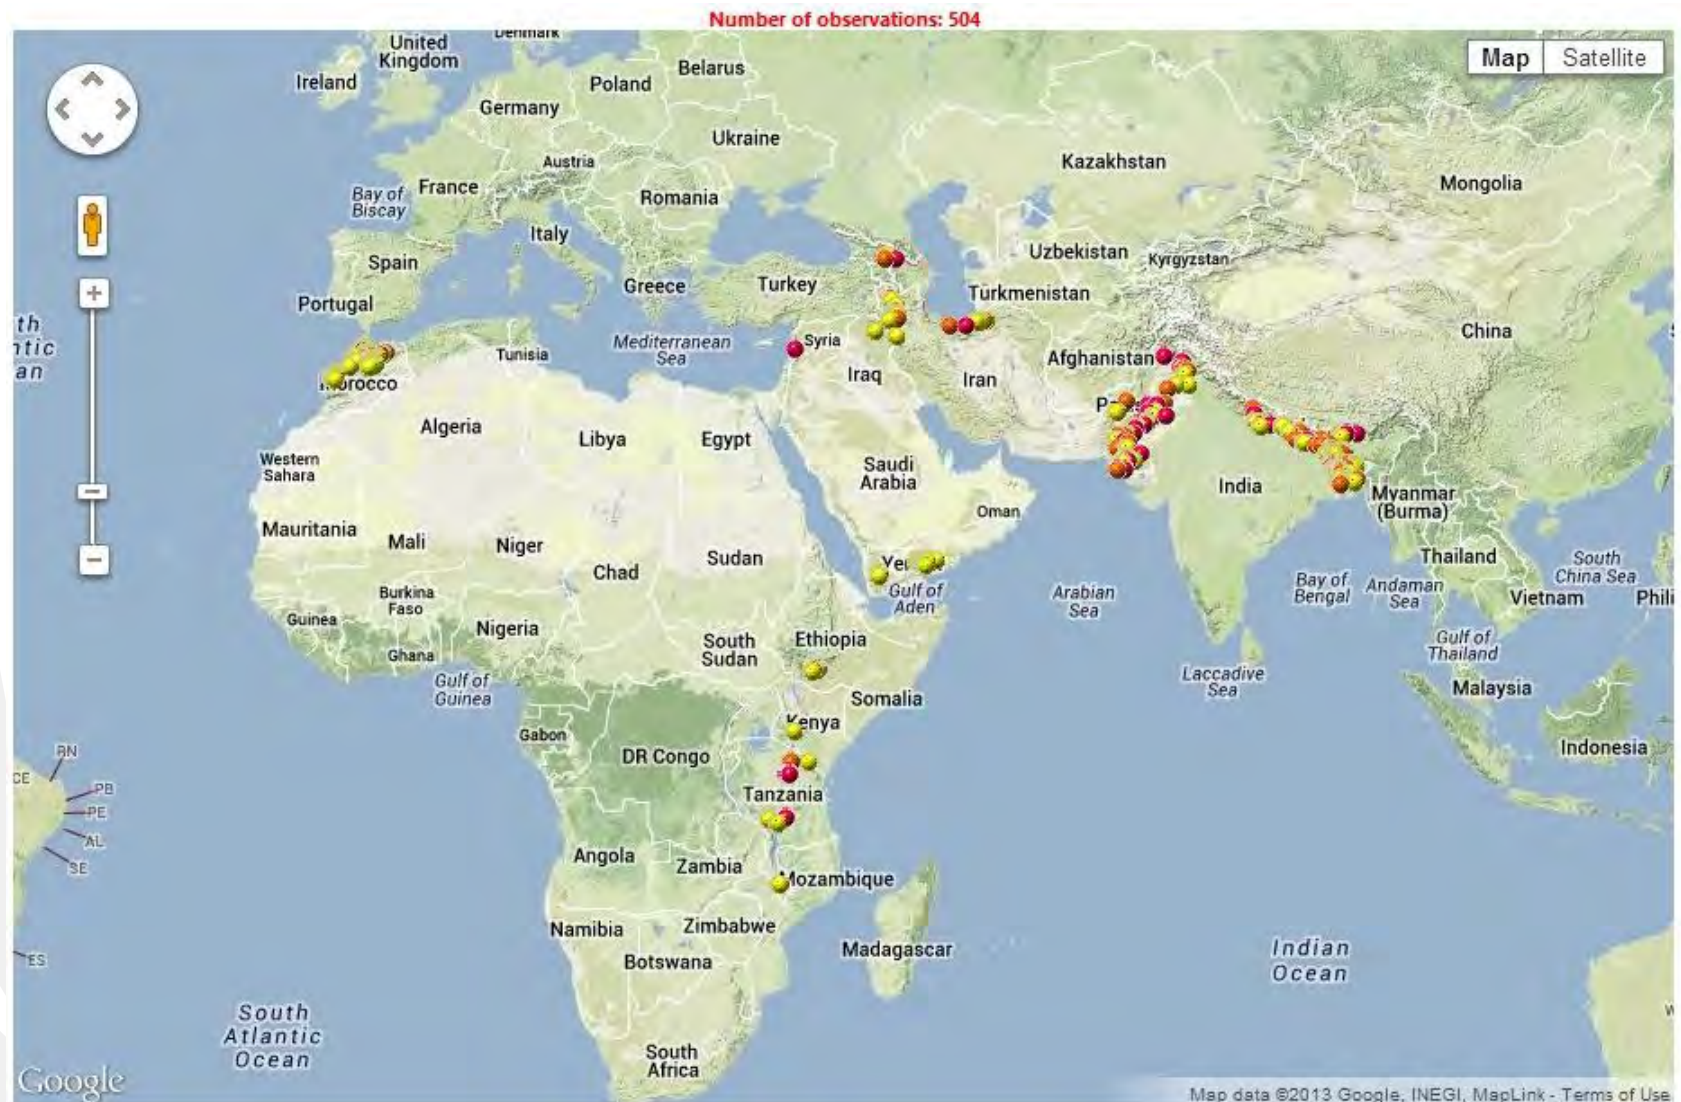 Number of observations: 504
Denmark
United
Kingdom
Ireland
Poland
Belarus
Germany
Map
Satellite
Ukraine
Austria
Kazakhstan
France
Romania
Mongolia
Bay of
Biscay
Italy
Spain
Uzbekistan
Kyrgyzstan
Greece
Turkey
Turkmenistan
Portugal
China
Mediterranean
Sea
Syria
Tunisia
Afghanistan
Iraq
Iran
Morocco
Algeria
Libya
Egypt
Western
Sahara
Saudi
Arabia
India
Myanmar
(Burma)
Oman
Mauritania
Mali
Niger
Chad
Sudan
Thailand
South
China Sea
Vietnam
Phili
Bay of
Bengal
Andaman
Sea
Arabian
Sea
Gulf of
Aden
Burkina
Faso
Guinea
Nigeria
Ghana
South
Sudan
Ethiopia
Gulf of
Thailand
Laccadive
Sea
Malaysia
Gulf of
Guinea
Somalia
Kenya
Gabon
DR Congo
Indonesia
RN
CE
PB
PE
AL
SE
Tanzania
Angola
Zambia
Mozambique
Namibia
Zimbabwe
Botswana
Madagascar
ES
Indian
Ocean
South
Atlantic
Ocean
South
Africa
Google
Map data ©2013 Google, INEGI, MapLink - Terms of Use